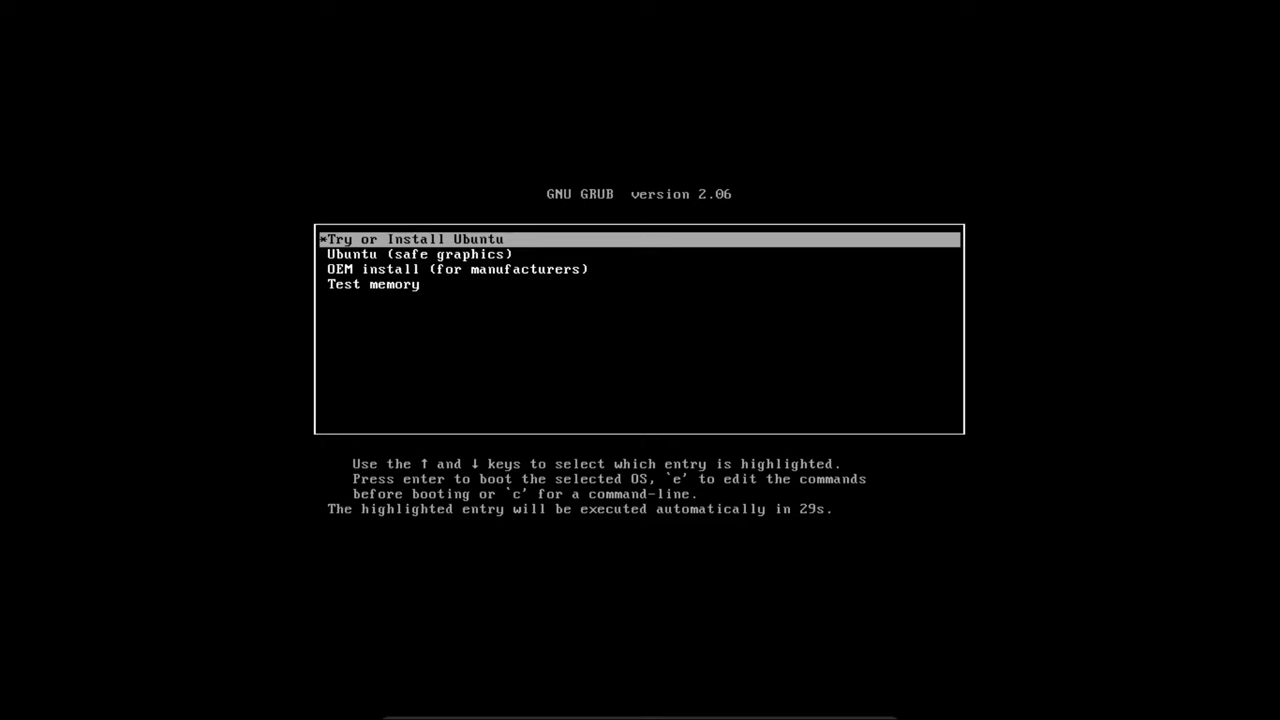 GNU GRUB  version 2.06
*Try or Install Ubuntu
Ubuntu (safe graphics)
OEM install (for manufacturers)
Test memory
Use the ↑ and ↓ keys to select which entry is highlighted.
Press enter to boot the selected OS, `e' to edit the commands
before booting or `c' for a command-line.
The highlighted entry will be executed automatically in 29s.